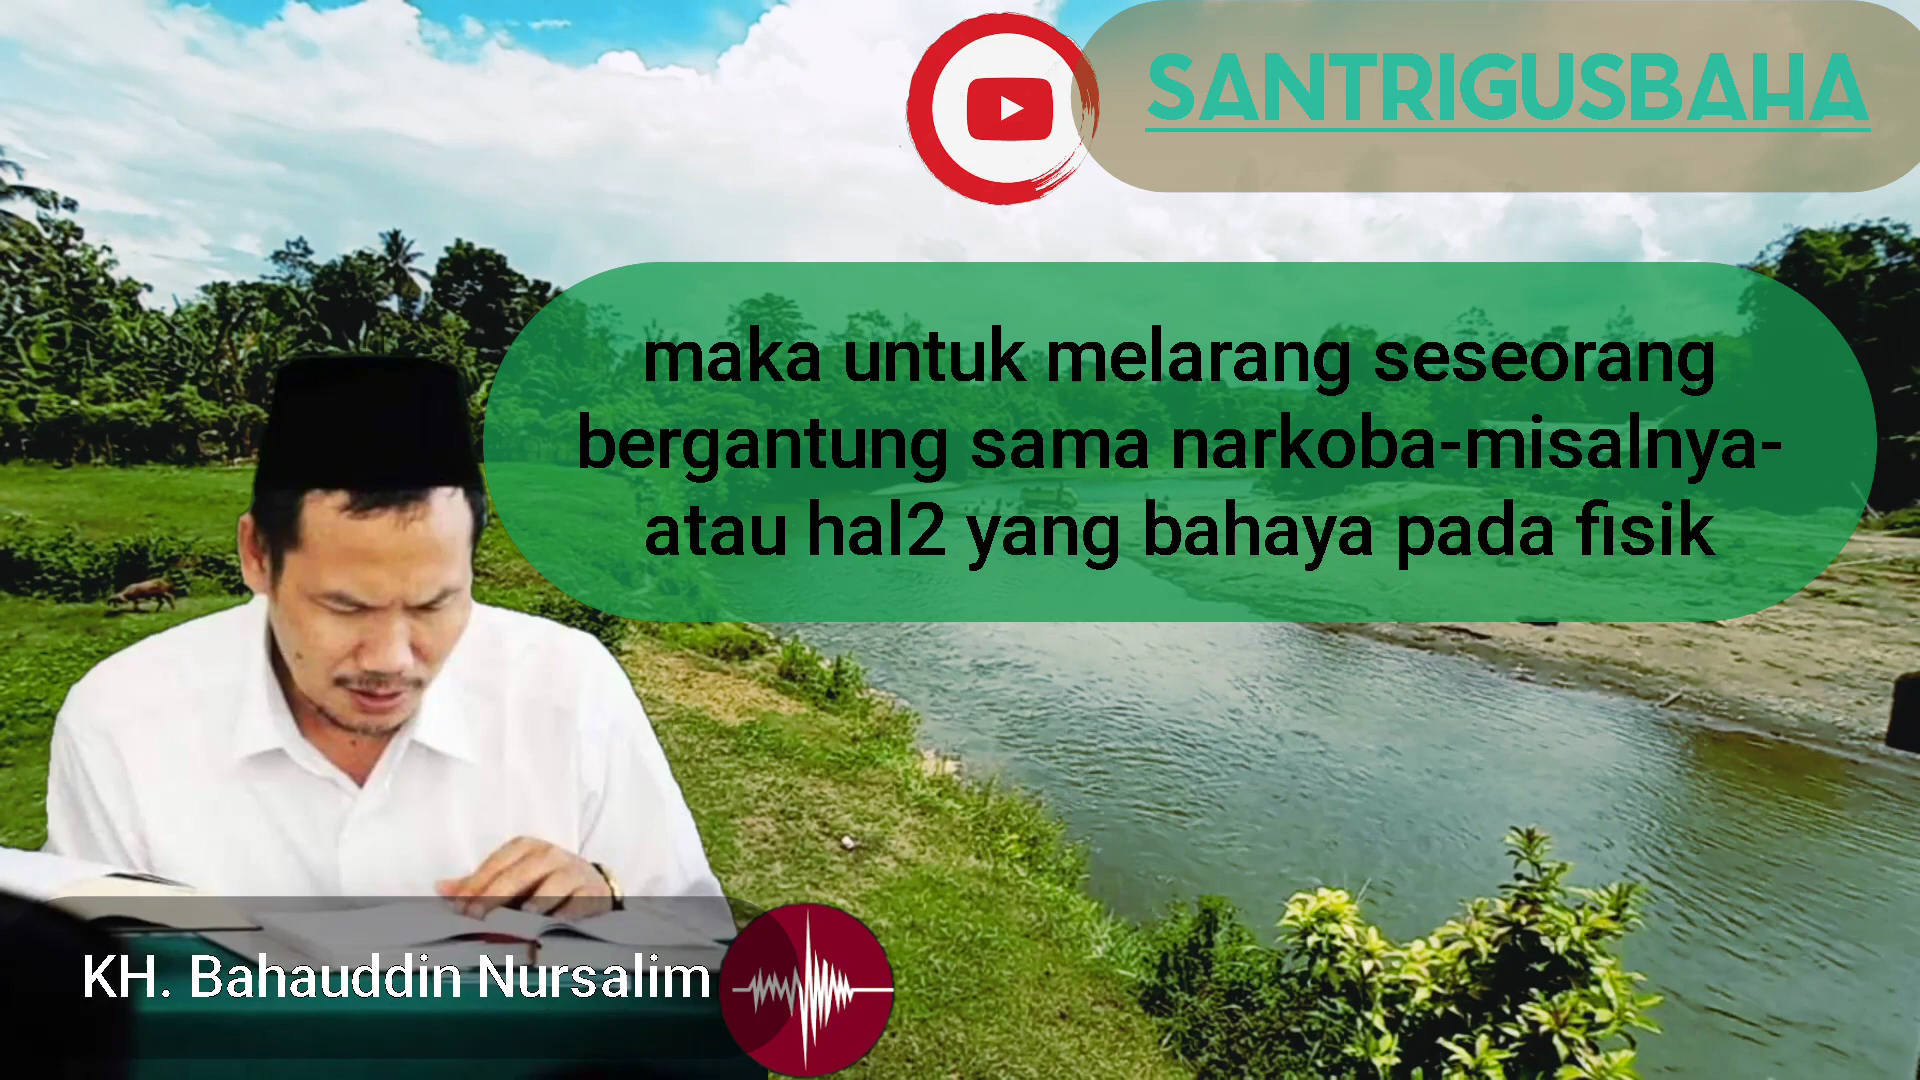 SANTRIGUSBAHA
maka untuk melarang seseorang
bergantung sama narkoba-misalnya-
atau hal2 yang bahaya pada fisik
KH. Bahauddin Nursalim